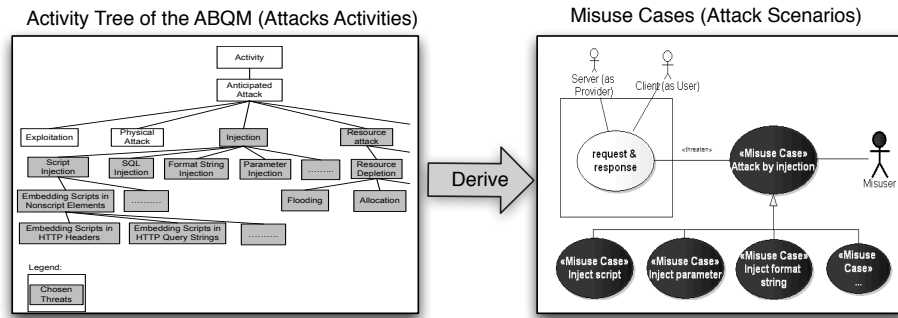 Activity Tree of the ABQM (Attacks Activities)
Misuse Cases (Attack Scenarios)
Activity
Anticipated
Attack
Exploitation
Physical
Attack
Injection
Resource
attack
Script
Injection
SQL
Injection
Format String
Injection
Parameter
Injection
.........
Resource
Depletion
Embedding Scripts in
Nonscript Elements
..........
Flooding
Allocation
Embedding Scripts in
HTTP Headers
Embedding Scripts in
HTTP Query Strings
..........
Legend:
Chosen
Threats
Derive
Server (as
Provider)
Client (as User)
request &
response
«threaten»
«Misuse Case»
Attack by injection
Misuser
«Misuse Case»
Inject script
«Misuse Case»
Inject parameter
«Misuse Case»
Inject format
string
«Misuse
Case»
...